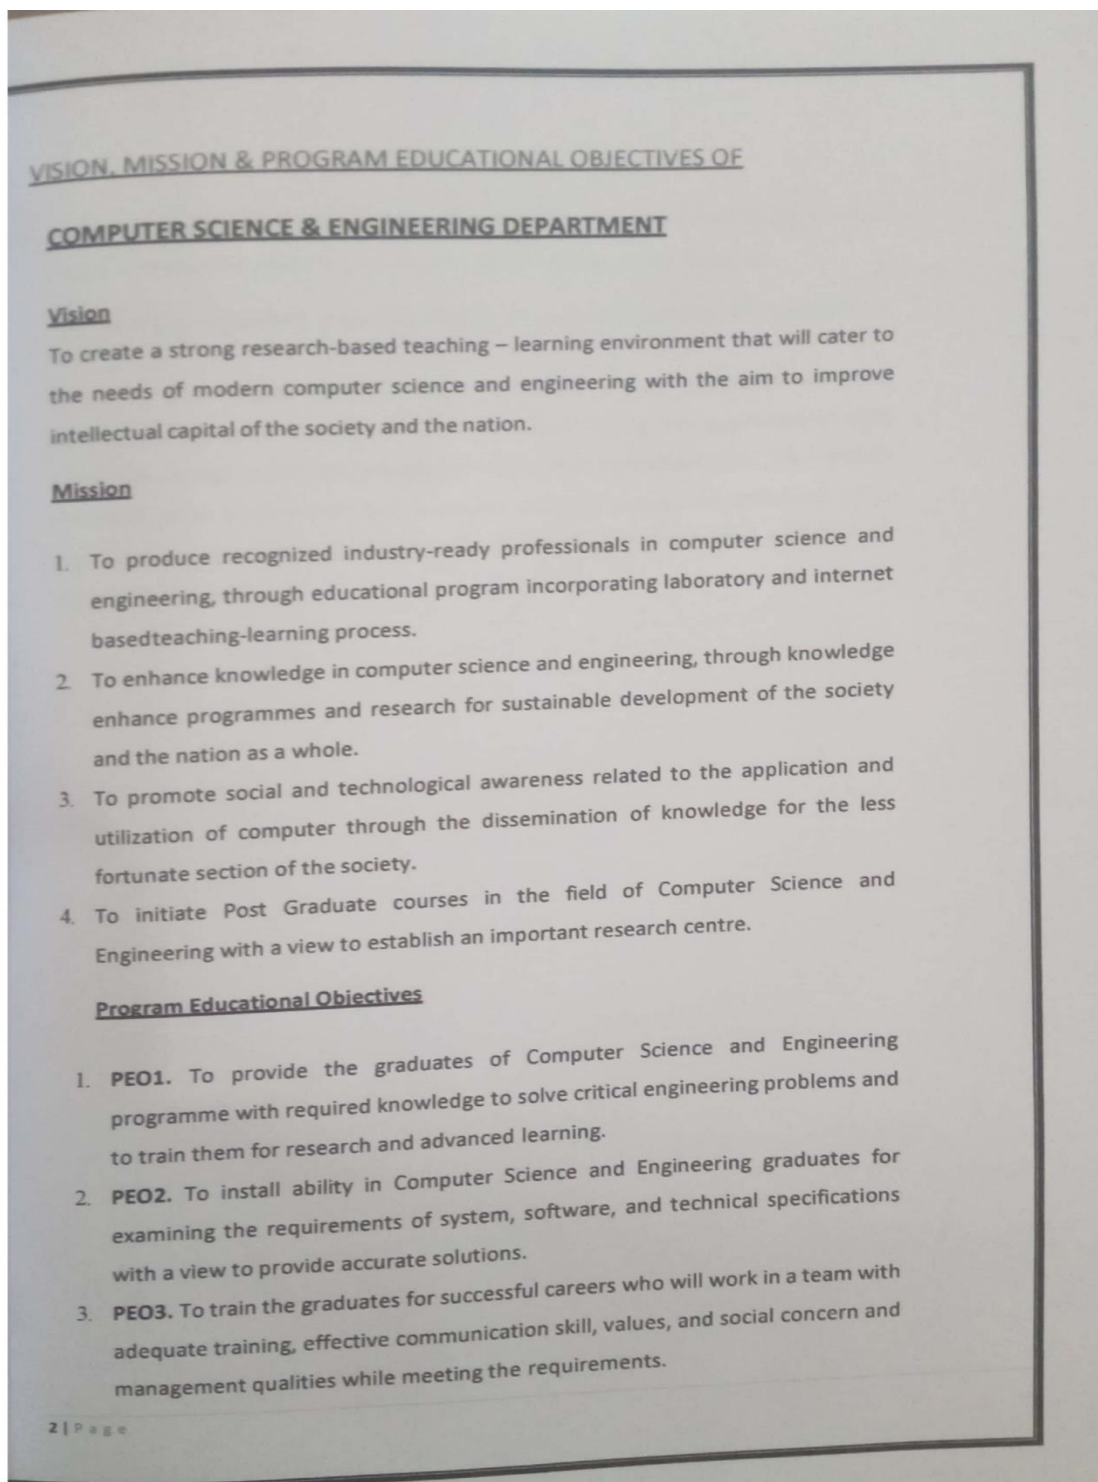 VISION, MISSION & PROGRAM EDUCATIONAL OBJECTIVES OF
COMPUTER SCIENCE & ENGINEERING DEPARTMENT
Vision
To create a strong research-based teaching – learning environment that will cater to
the needs of modern computer science and engineering with the aim to improve
intellectual capital of the society and the nation.
Mission
1. To produce recognized industry-ready professionals in computer science and
engineering, through educational program incorporating laboratory and internet
basedteaching-learning process.
2. To enhance knowledge in computer science and engineering, through knowledge
enhance programmes and research for sustainable development of the society
and the nation as a whole.
3. To promote social and technological awareness related to the application and
utilization of computer through the dissemination of knowledge for the less
fortunate section of the society.
4. To initiate Post Graduate courses in the field of Computer Science and
Engineering with a view to establish an important research centre.
Program Educational Objectives
1. PEO1. To provide the graduates of Computer Science and Engineering
programme with required knowledge to solve critical engineering problems and
to train them for research and advanced learning.
2. PEO2. To install ability in Computer Science and Engineering graduates for
examining the requirements of system, software, and technical specifications
with a view to provide accurate solutions.
3. PEO3. To train the graduates for successful careers who will work in a team with
adequate training, effective communication skill, values, and social concern and
management qualities while meeting the requirements.
2 | Page